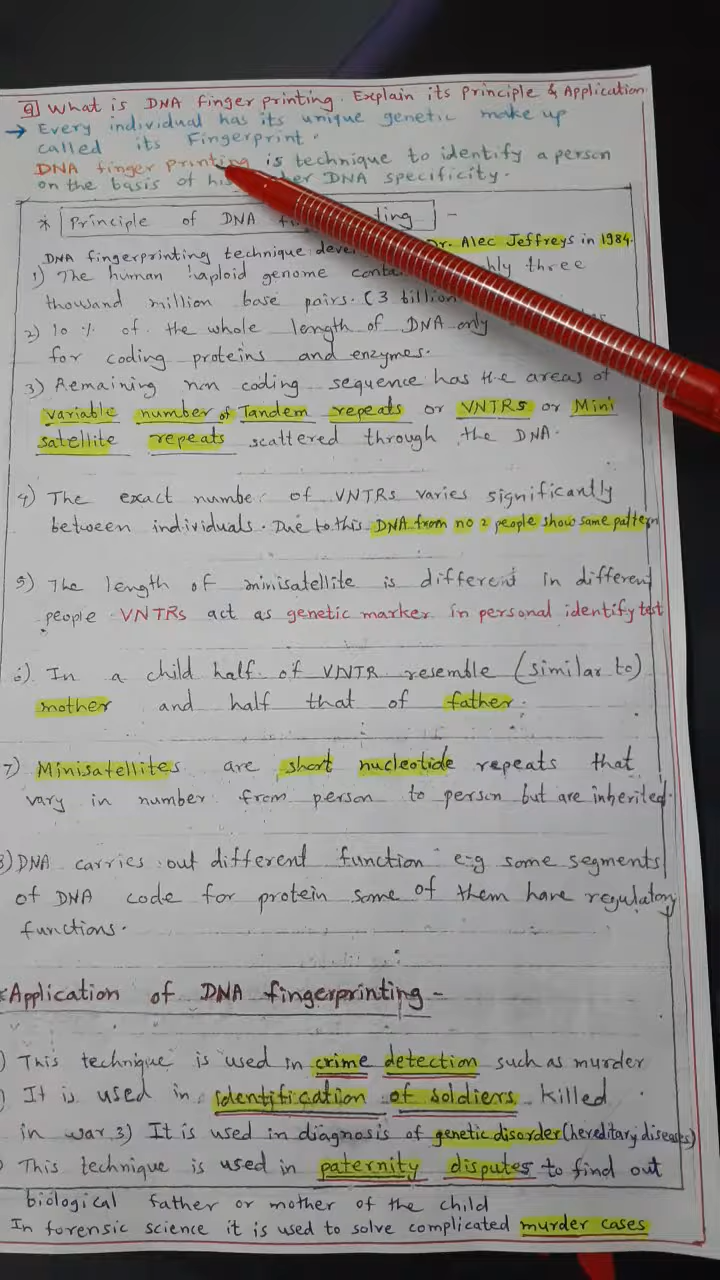 9] What is DNA finger printing. Explain its principle & Application
→ Every individual has its unique genetic make up
called its Fingerprint.
DNA finger printing is technique to identify a person
on the basis of his her DNA specificity.
* Principle of DNA ting -
DNA fingerprinting technique deve Dr. Alec Jeffreys in 1984.
1) The human haploid genome conta hly three
thousand million base pairs. (3 billion
2) 10 % of the whole length of DNA only
for coding proteins and enzymes.
3) Remaining non coding sequence has the areas of
variable number of Tandem repeats or VNTRs or Mini
satellite repeats scattered through the DNA.
4) The exact number of VNTRs varies significantly
between individuals. Due to this DNA from no 2 people show same pattern
5) The length of minisatellite is different in different
people. VNTRs act as genetic marker in personal identify test
6) In a child half of VNTR resemble (similar to)
mother and half that of father.
7) Minisatellites are short nucleotide repeats that
vary in number from person to person but are inherited.
8) DNA carries out different function e-g some segments
of DNA code for protein some of them have regulatory
functions.
* Application of DNA fingerprinting -
) This technique is used in crime detection such as murder
) It is used in identification of soldiers killed
in war 3) It is used in diagnosis of genetic disorder (hereditary diseases)
) This technique is used in paternity disputes to find out
biological father or mother of the child
In forensic science it is used to solve complicated murder cases